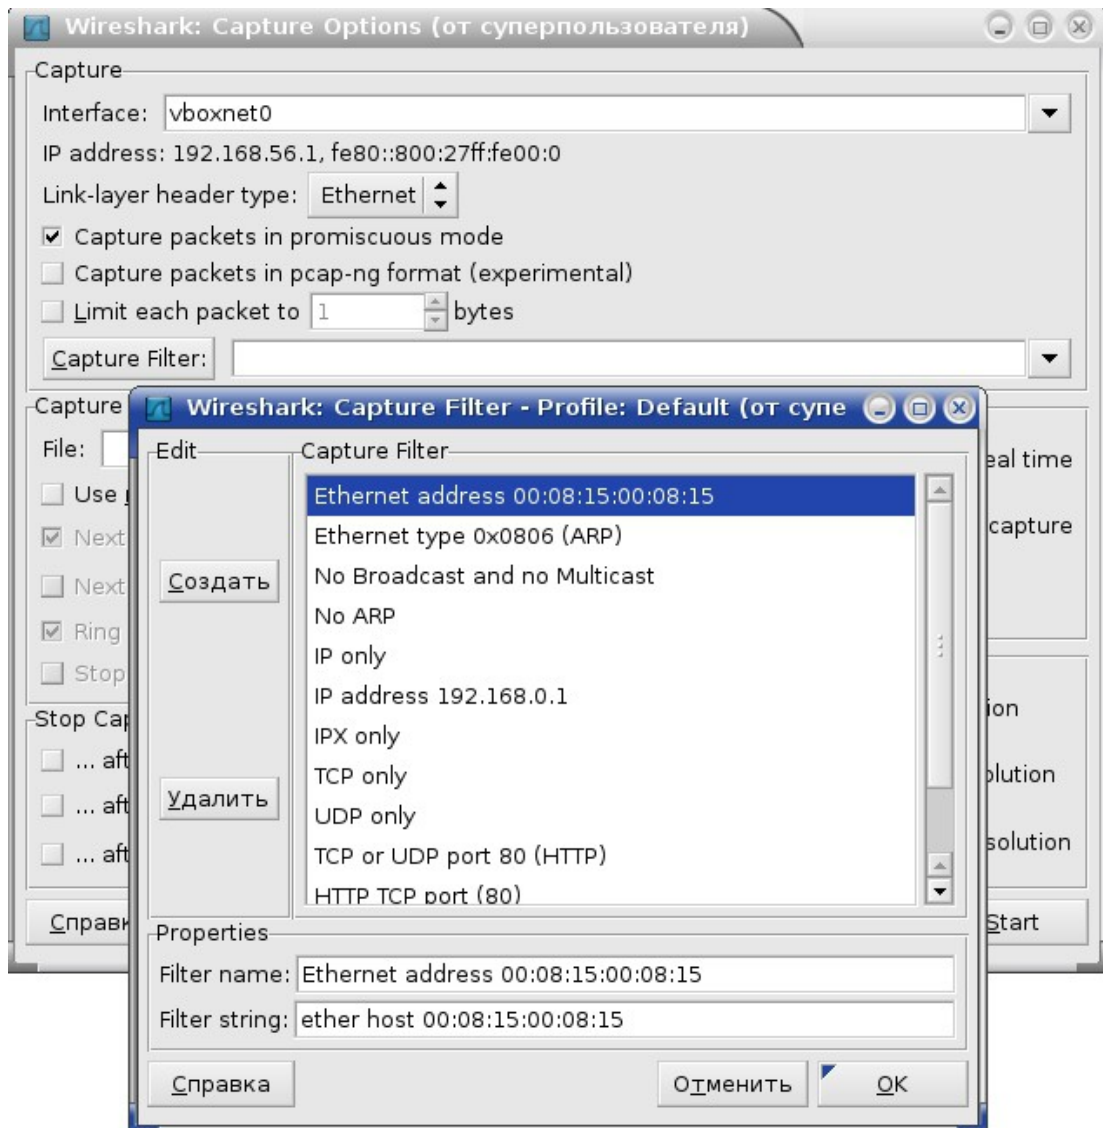 Wireshark: Capture Options (от суперпользователя)
Capture
Interface: vboxnet0
IP address: 192.168.56.1, fe80::800:27ff:fe00:0
Link-layer header type: Ethernet
Capture packets in promiscuous mode
Capture packets in pcap-ng format (experimental)
Limit each packet to 1 bytes
Capture Filter:
Capture
File:
eal time
Use
capture
Next
Next
Ring
Stop
ion
Stop Cap
... aft
olution
... aft
... aft
solution
Справк
Start
Wireshark: Capture Filter - Profile: Default (от супе
Edit
Capture Filter
Ethernet address 00:08:15:00:08:15
Ethernet type 0x0806 (ARP)
No Broadcast and no Multicast
Создать
No ARP
IP only
IP address 192.168.0.1
IPX only
TCP only
Удалить
UDP only
TCP or UDP port 80 (HTTP)
HTTP TCP port (80)
Properties
Filter name: Ethernet address 00:08:15:00:08:15
Filter string: ether host 00:08:15:00:08:15
Справка
Отменить
OK